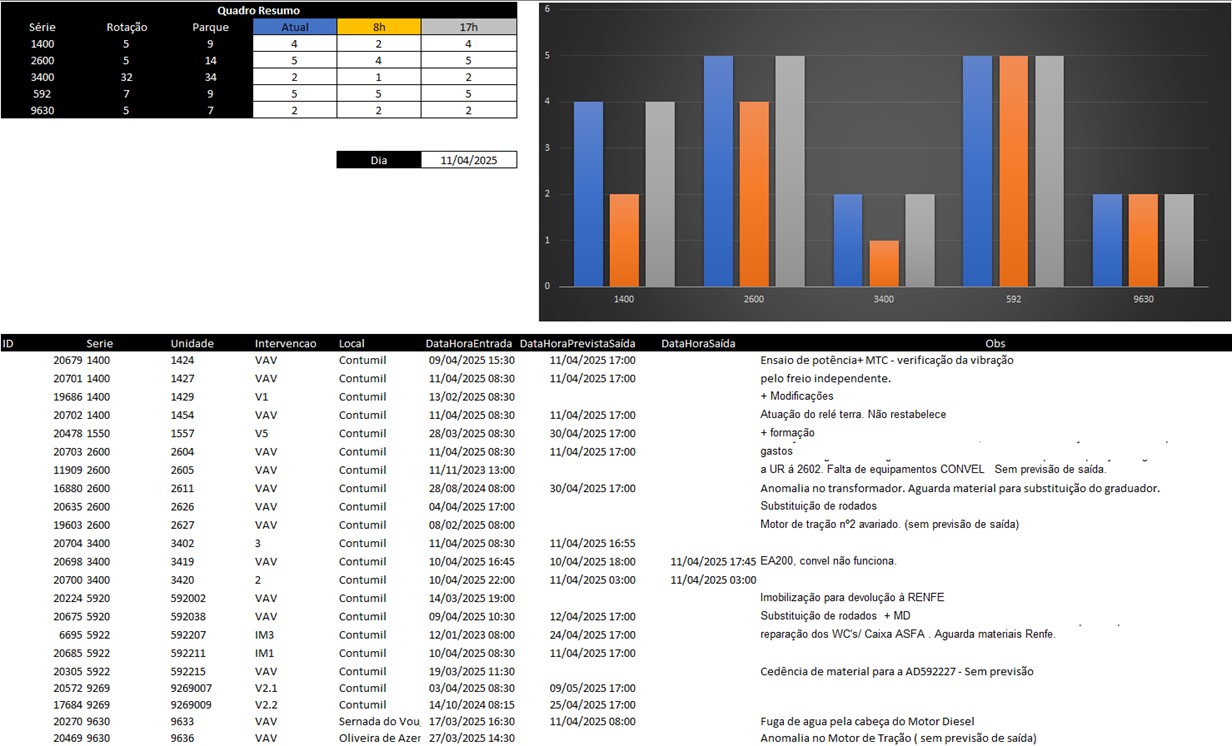 Quadro Resumo
Série Rotação Parque Atual 8h 17h
1400 5 9 4 2 4
2600 5 14 5 4 5
3400 32 34 2 1 2
592 7 9 5 5 5
9630 5 7 2 2 2
Dia 11/04/2025
6
5
4
3
2
1
0
1400 2600 3400 592 9630
ID Serie Unidade Intervencao Local DataHoraEntrada DataHoraPrevistaSaída DataHoraSaída Obs
20679 1400 1424 VAV Contumil 09/04/2025 15:30 11/04/2025 17:00 Ensaio de potência+ MTC - verificação da vibração
20701 1400 1427 VAV Contumil 11/04/2025 08:30 11/04/2025 17:00 pelo freio independente.
19686 1400 1429 V1 Contumil 13/02/2025 08:30 + Modificações
20702 1400 1454 VAV Contumil 11/04/2025 08:30 11/04/2025 17:00 Atuação do relé terra. Não restabelece
20478 1550 1557 V5 Contumil 28/03/2025 08:30 30/04/2025 17:00 + formação
20703 2600 2604 VAV Contumil 11/04/2025 08:30 11/04/2025 17:00 gastos
11909 2600 2605 VAV Contumil 11/11/2023 13:00 a UR á 2602. Falta de equipamentos CONVEL Sem previsão de saída.
16880 2600 2611 VAV Contumil 28/08/2024 08:00 30/04/2025 17:00 Anomalia no transformador. Aguarda material para substituição do graduador.
20635 2600 2626 VAV Contumil 04/04/2025 17:00 Substituição de rodados
19603 2600 2627 VAV Contumil 08/02/2025 08:00 Motor de tração nº2 avariado. (sem previsão de saída)
20704 3400 3402 3 Contumil 11/04/2025 08:30 11/04/2025 16:55
20698 3400 3419 VAV Contumil 10/04/2025 16:45 10/04/2025 18:00 11/04/2025 17:45 EA200, convel não funciona.
20700 3400 3420 2 Contumil 10/04/2025 22:00 11/04/2025 03:00 11/04/2025 03:00
20224 5920 592002 VAV Contumil 14/03/2025 19:00 Imobilização para devolução à RENFE
20675 5920 592038 VAV Contumil 09/04/2025 10:30 12/04/2025 17:00 Substituição de rodados + MD
6695 5922 592207 IM3 Contumil 12/01/2023 08:00 24/04/2025 17:00 reparação dos WC's/ Caixa ASFA . Aguarda materiais Renfe.
20685 5922 592211 IM1 Contumil 10/04/2025 08:30 11/04/2025 17:00
20305 5922 592215 VAV Contumil 19/03/2025 11:30 Cedência de material para a AD592227 - Sem previsão
20572 9269 9269007 V2.1 Contumil 03/04/2025 08:30 09/05/2025 17:00
17684 9269 9269009 V2.2 Contumil 14/10/2024 08:15 25/04/2025 17:00
20270 9630 9633 VAV Sernada do Vou 17/03/2025 16:30 11/04/2025 08:00 Fuga de agua pela cabeça do Motor Diesel
20469 9630 9636 VAV Oliveira de Azer 27/03/2025 14:30 Anomalia no Motor de Tração ( sem previsão de saída)